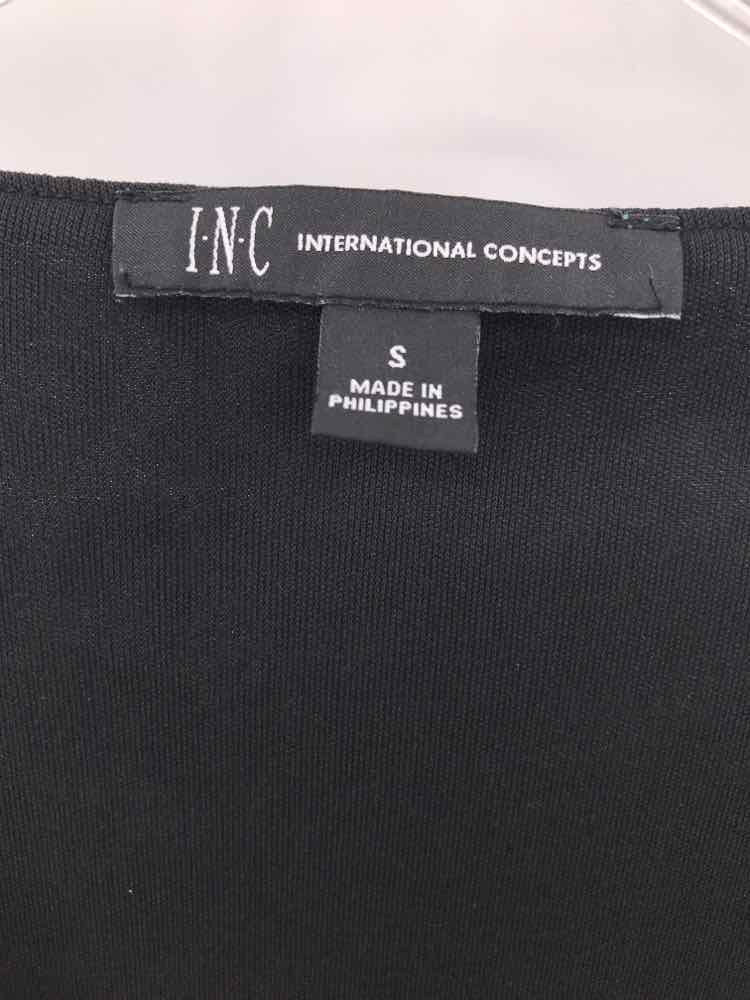 I·N·C INTERNATIONAL CONCEPTS
S
MADE IN
PHILIPPINES